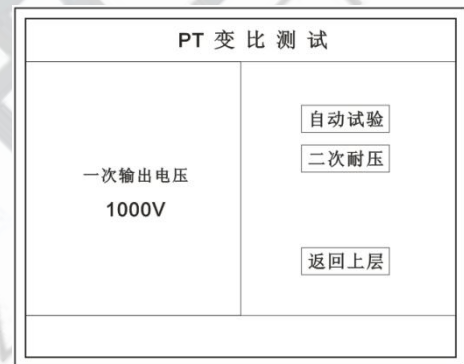 PT 变 比 测 试
一次输出电压
1000V
自动试验
二次耐压
返回上层